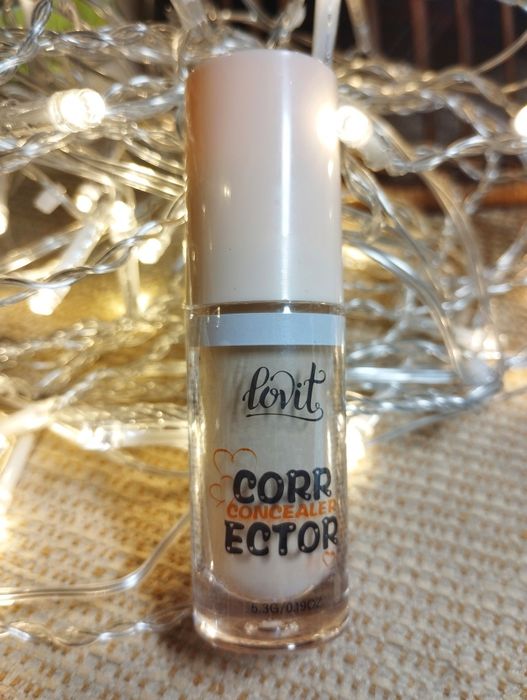 lovit
CORR
CONCEALER
ECTOR
5.3G/0.19OZ